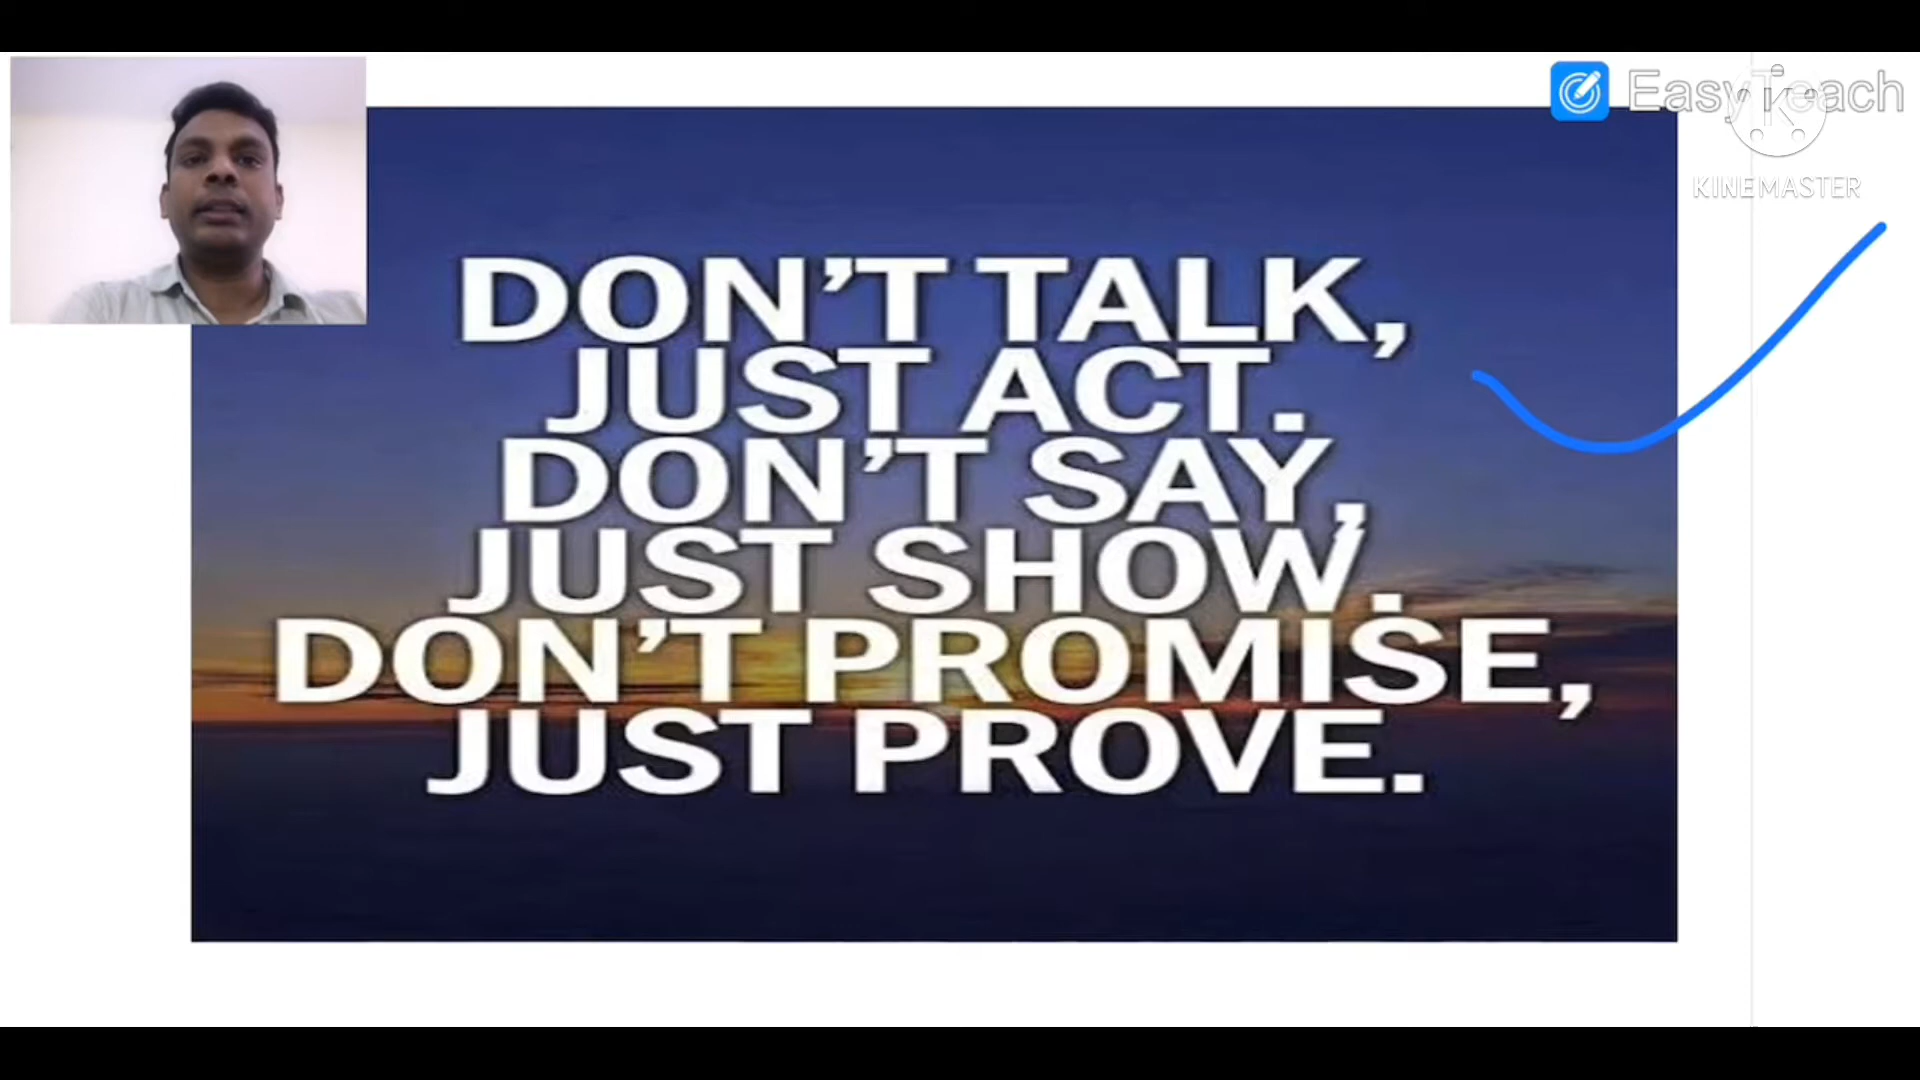 EasyTeach
KINEMASTER
DON'T TALK,
JUST ACT.
DON'T SAY,
JUST SHOW.
DON'T PROMISE,
JUST PROVE.